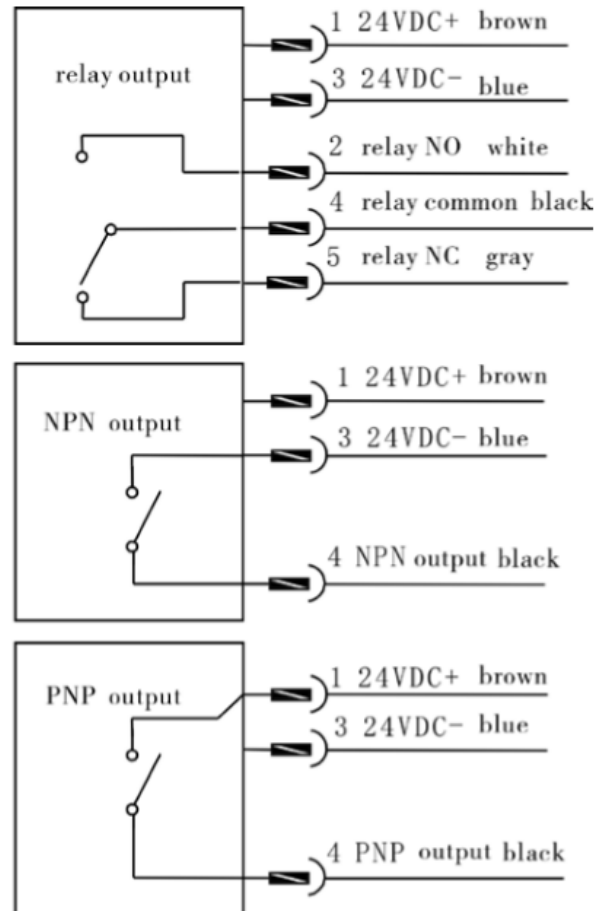 1 24VDC+ brown
relay output
3 24VDC- blue
2 relay NO white
4 relay common black
5 relay NC gray
1 24VDC+ brown
NPN output
3 24VDC- blue
4 NPN output black
1 24VDC+ brown
PNP output
3 24VDC- blue
4 PNP output black